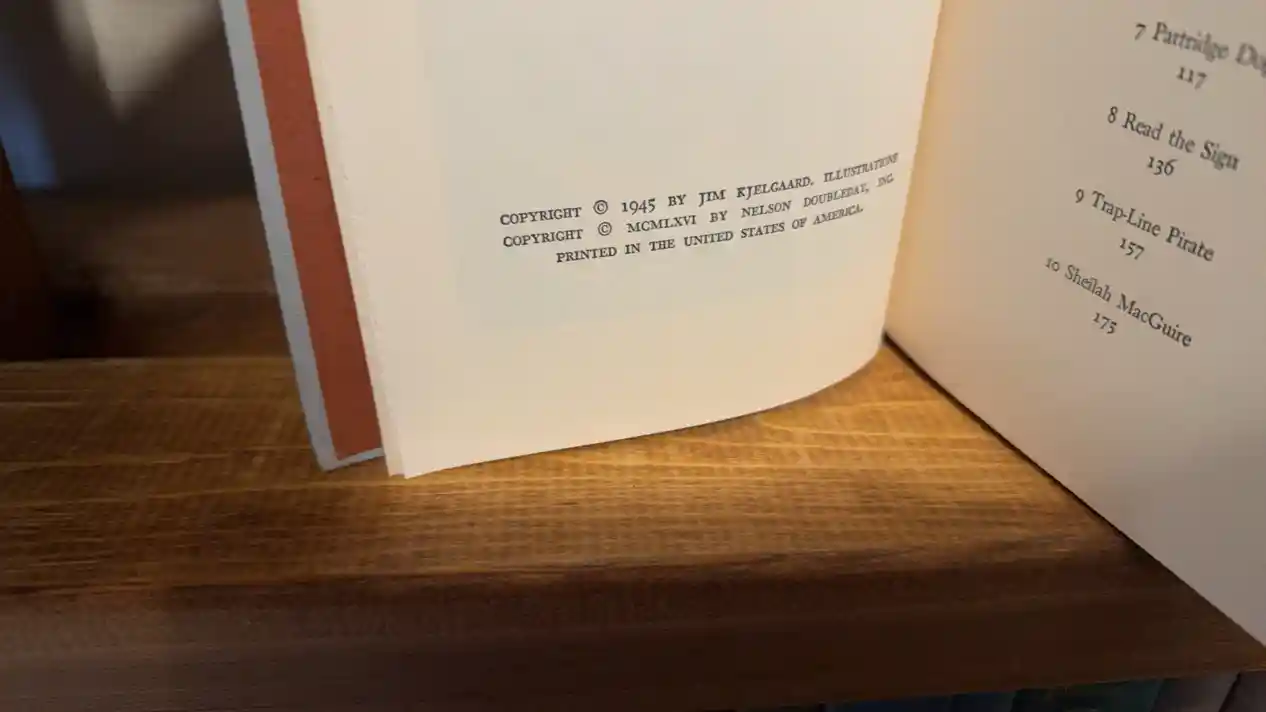 COPYRIGHT © 1945 BY JIM KJELGAARD. ILLUSTRATIONS
COPYRIGHT © MCMLXVI BY NELSON DOUBLEDAY, INC.
PRINTED IN THE UNITED STATES OF AMERICA.
7 Partridge
117
8 Read the Sign
136
9 Trap-Line Pirate
157
10 Sheilah MacGuire
175